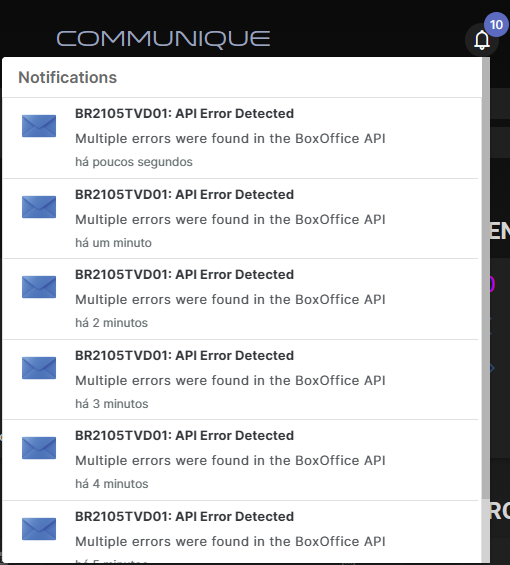 COMMUNIQUE
10
Notifications
BR2105TVD01: API Error Detected
Multiple errors were found in the BoxOffice API
há poucos segundos
BR2105TVD01: API Error Detected
Multiple errors were found in the BoxOffice API
há um minuto
BR2105TVD01: API Error Detected
Multiple errors were found in the BoxOffice API
há 2 minutos
BR2105TVD01: API Error Detected
Multiple errors were found in the BoxOffice API
há 3 minutos
BR2105TVD01: API Error Detected
Multiple errors were found in the BoxOffice API
há 4 minutos
BR2105TVD01: API Error Detected
Multiple errors were found in the BoxOffice API
há 5 minutos